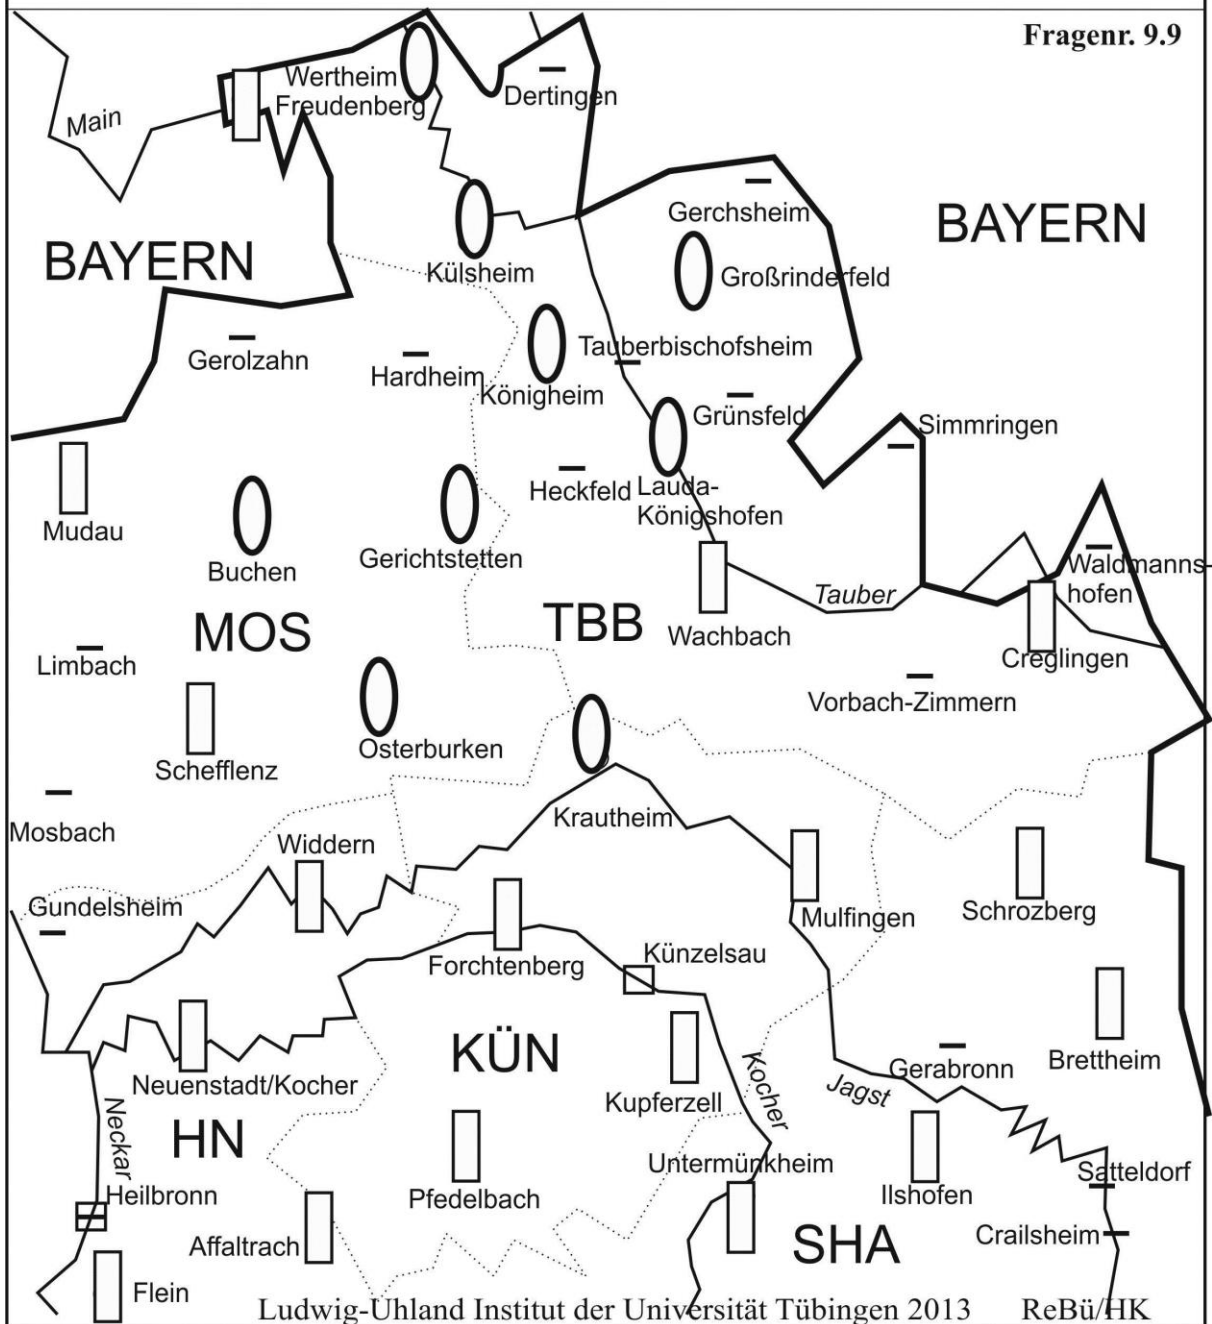 Fragenr. 9.9
Wertheim
Freudenberg
Dertingen
Main
Gerchsheim
BAYERN
BAYERN
Külsheim
Großrinderfeld
Gerolzahn
Hardheim
Tauberbischofsheim
Königheim
Grünsfeld
Simmringen
Mudau
Buchen
Gerichtstetten
Heckfeld
Lauda-
Königshofen
Waldmanns-
hofen
MOS
TBB
Tauber
Wachbach
Creglingen
Limbach
Vorbach-Zimmern
Schefflenz
Osterburken
Mosbach
Krautheim
Widdern
Gundelsheim
Mulfingen
Schrozberg
Forchtenberg
Künzelsau
Neuenstadt/Kocher
KÜN
Kupferzell
Kocher
Jagst
Gerabronn
Brettheim
Neckar
HN
Heilbronn
Pfedelbach
Untermünkheim
Ilshofen
Satteldorf
Affaltrach
SHA
Crailsheim
Flein
Ludwig-Uhland Institut der Universität Tübingen 2013 ReBü/HK